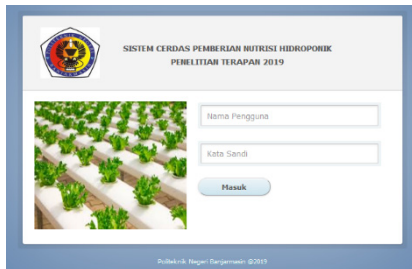 SISTEM CERDAS PEMBERIAN NUTRISI HIDROPONIK
PENELITIAN TERAPAN 2019
Nama Pengguna
Kata Sandi
Masuk
Politeknik Negeri Banjarmasin @2019